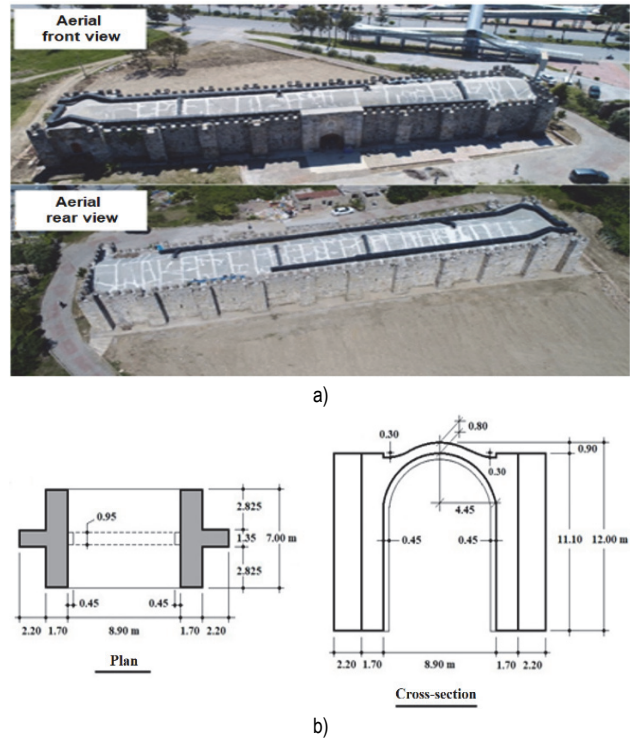 Aerial
front view
Aerial
rear view
a)
0.95
2.825
1.35
7.00 m
2.825
0.45
0.45
2.20
1.70
8.90 m
1.70
2.20
Plan
0.80
0.30
0.90
0.30
4.45
0.45
0.45
11.10
12.00 m
2.20
1.70
8.90 m
1.70
2.20
Cross-section
b)